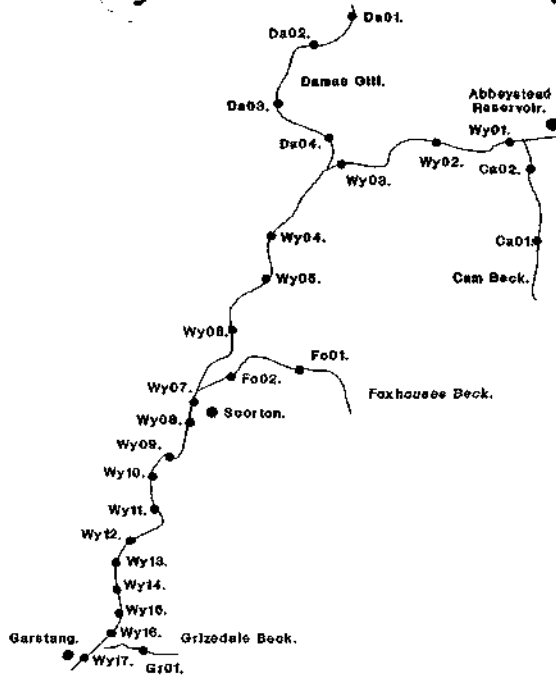 Da01.
Da02.
Damas Gill.
Abbeystead
Reservoir.
Da03.
Da04.
Wy01.
Wy02.
Ca02.
Wy03.
Wy04.
Ca01.
Wy05.
Cam Beck.
Wy06.
Fo01.
Fo02.
Wy07.
Foxhouses Beck.
Scorton.
Wy08.
Wy09.
Wy10.
Wy11.
Wy12.
Wy13.
Wy14.
Wy15.
Wy16.
Garstang.
Grizedale Beck.
Wy17.
Gr01.